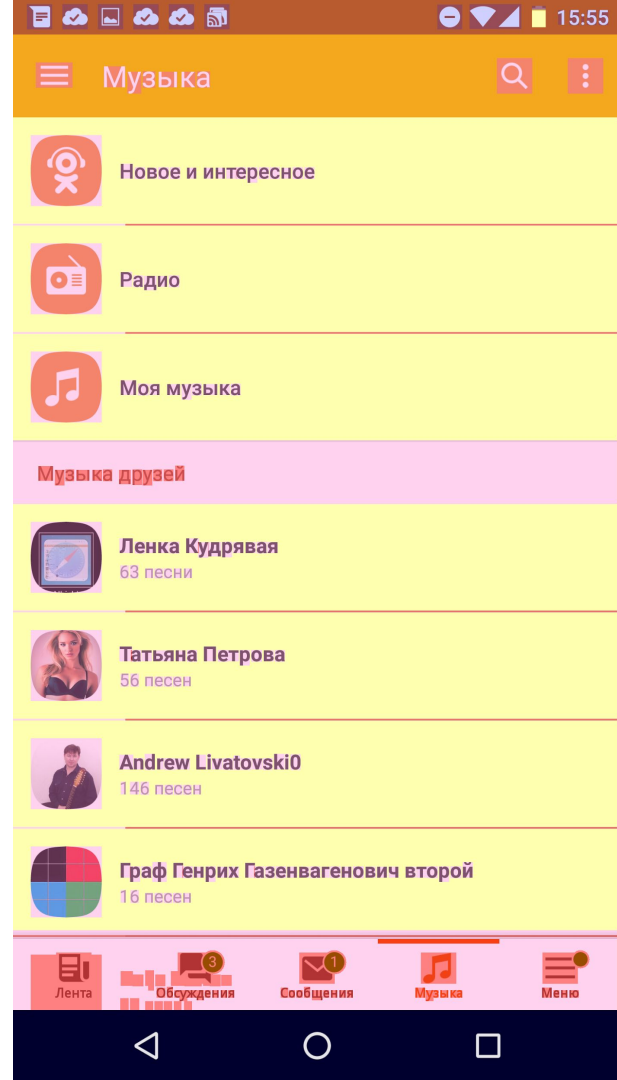 15:55
Музыка
Новое и интересное
Радио
Моя музыка
Музыка друзей
Ленка Кудрявая
63 песни
Татьяна Петрова
56 песен
Andrew Livatovski0
146 песен
Граф Генрих Газенвагенович второй
16 песен
3 1
Лента Обсуждения Сообщения Музыка Меню